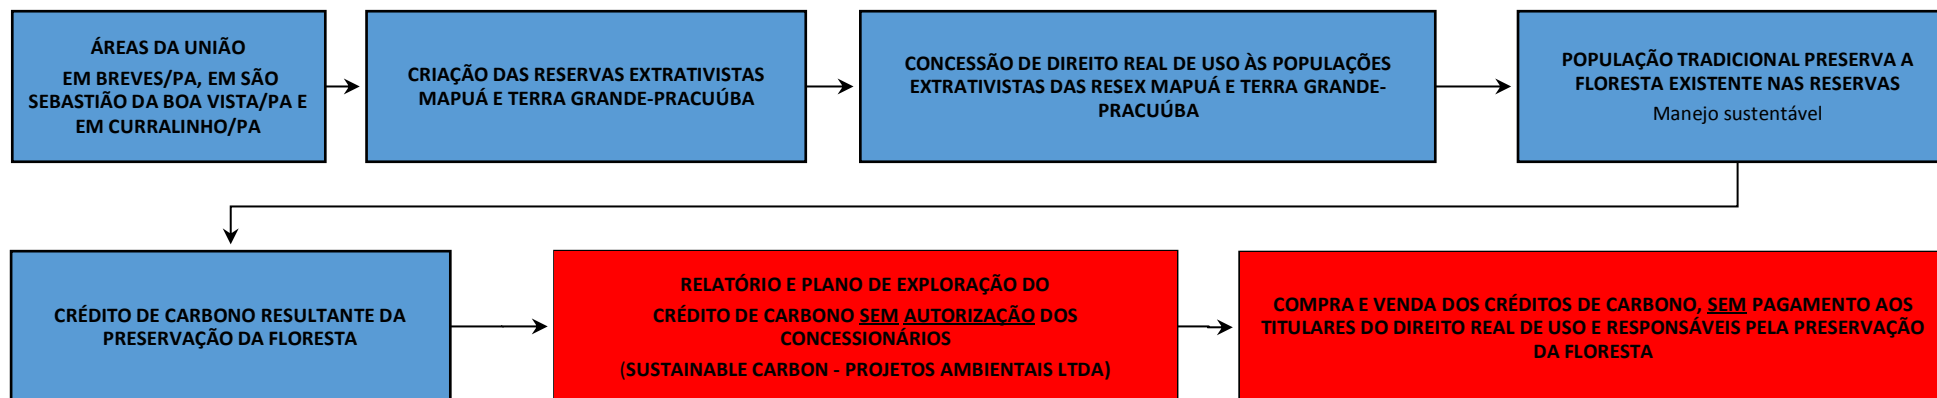 ÁREAS DA UNIÃO
EM BREVES/PA, EM SÃO
SEBASTIÃO DA BOA VISTA/PA E
EM CURRALINHO/PA
CRIAÇÃO DAS RESERVAS EXTRATIVISTAS
MAPUÁ E TERRA GRANDE-PRACUÚBA
CONCESSÃO DE DIREITO REAL DE USO ÀS POPULAÇÕES
EXTRATIVISTAS DAS RESEX MAPUÁ E TERRA GRANDE-
PRACUÚBA
POPULAÇÃO TRADICIONAL PRESERVA A
FLORESTA EXISTENTE NAS RESERVAS
Manejo sustentável
CRÉDITO DE CARBONO RESULTANTE DA
PRESERVAÇÃO DA FLORESTA
RELATÓRIO E PLANO DE EXPLORAÇÃO DO
CRÉDITO DE CARBONO SEM AUTORIZAÇÃO DOS
CONCESSIONÁRIOS
(SUSTAINABLE CARBON - PROJETOS AMBIENTAIS LTDA)
COMPRA E VENDA DOS CRÉDITOS DE CARBONO, SEM PAGAMENTO AOS
TITULARES DO DIREITO REAL DE USO E RESPONSÁVEIS PELA PRESERVAÇÃO
DA FLORESTA